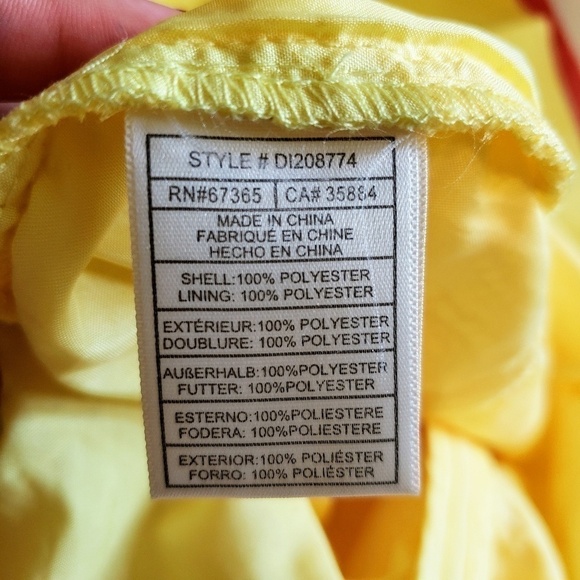 STYLE # DI208774
RN#67365 | CA# 35884
MADE IN CHINA
FABRIQUÉ EN CHINE
HECHO EN CHINA
SHELL:100% POLYESTER
LINING: 100% POLYESTER
EXTÉRIEUR:100% POLYESTER
DOUBLURE: 100% POLYESTER
AUßERHALB:100%POLYESTER
FUTTER: 100%POLYESTER
ESTERNO:100%POLIESTERE
FODERA: 100%POLIESTERE
EXTERIOR:100% POLIÉSTER
FORRO: 100% POLIÉSTER